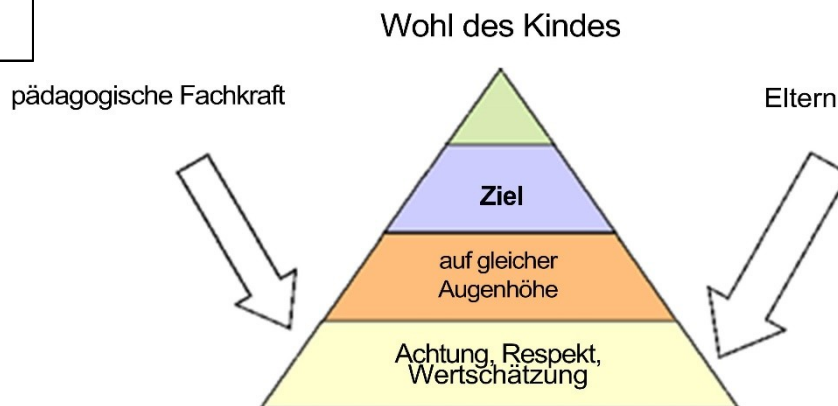 Wohl des Kindes
pädagogische Fachkraft
Eltern
Ziel
auf gleicher
Augenhöhe
Achtung, Respekt,
Wertschätzung